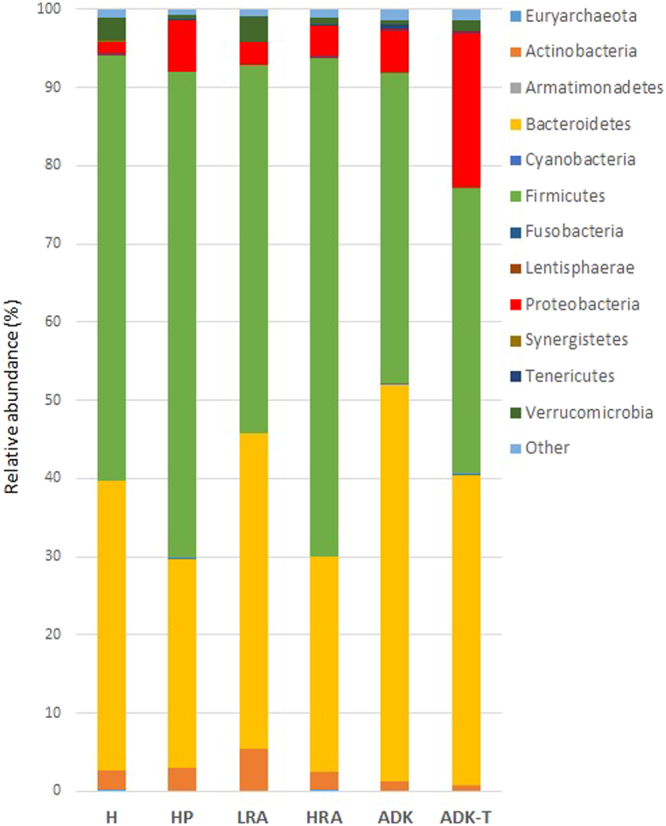 Relative abundance (%)
100
90
80
70
60
50
40
30
20
10
0
H HP LRA HRA ADK ADK-T
Euryarchaeota
Actinobacteria
Armatimonadetes
Bacteroidetes
Cyanobacteria
Firmicutes
Fusobacteria
Lentisphaerae
Proteobacteria
Synergistetes
Tenericutes
Verrucomicrobia
Other